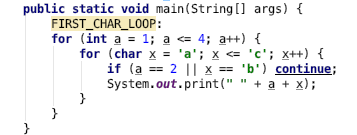 public static void main(String[] args) {
FIRST_CHAR_LOOP:
for (int a = 1; a <= 4; a++) {
for (char x = 'a'; x <= 'c'; x++) {
if (a == 2 || x == 'b') continue;
System.out.print(" " + a + x);
}
}
}